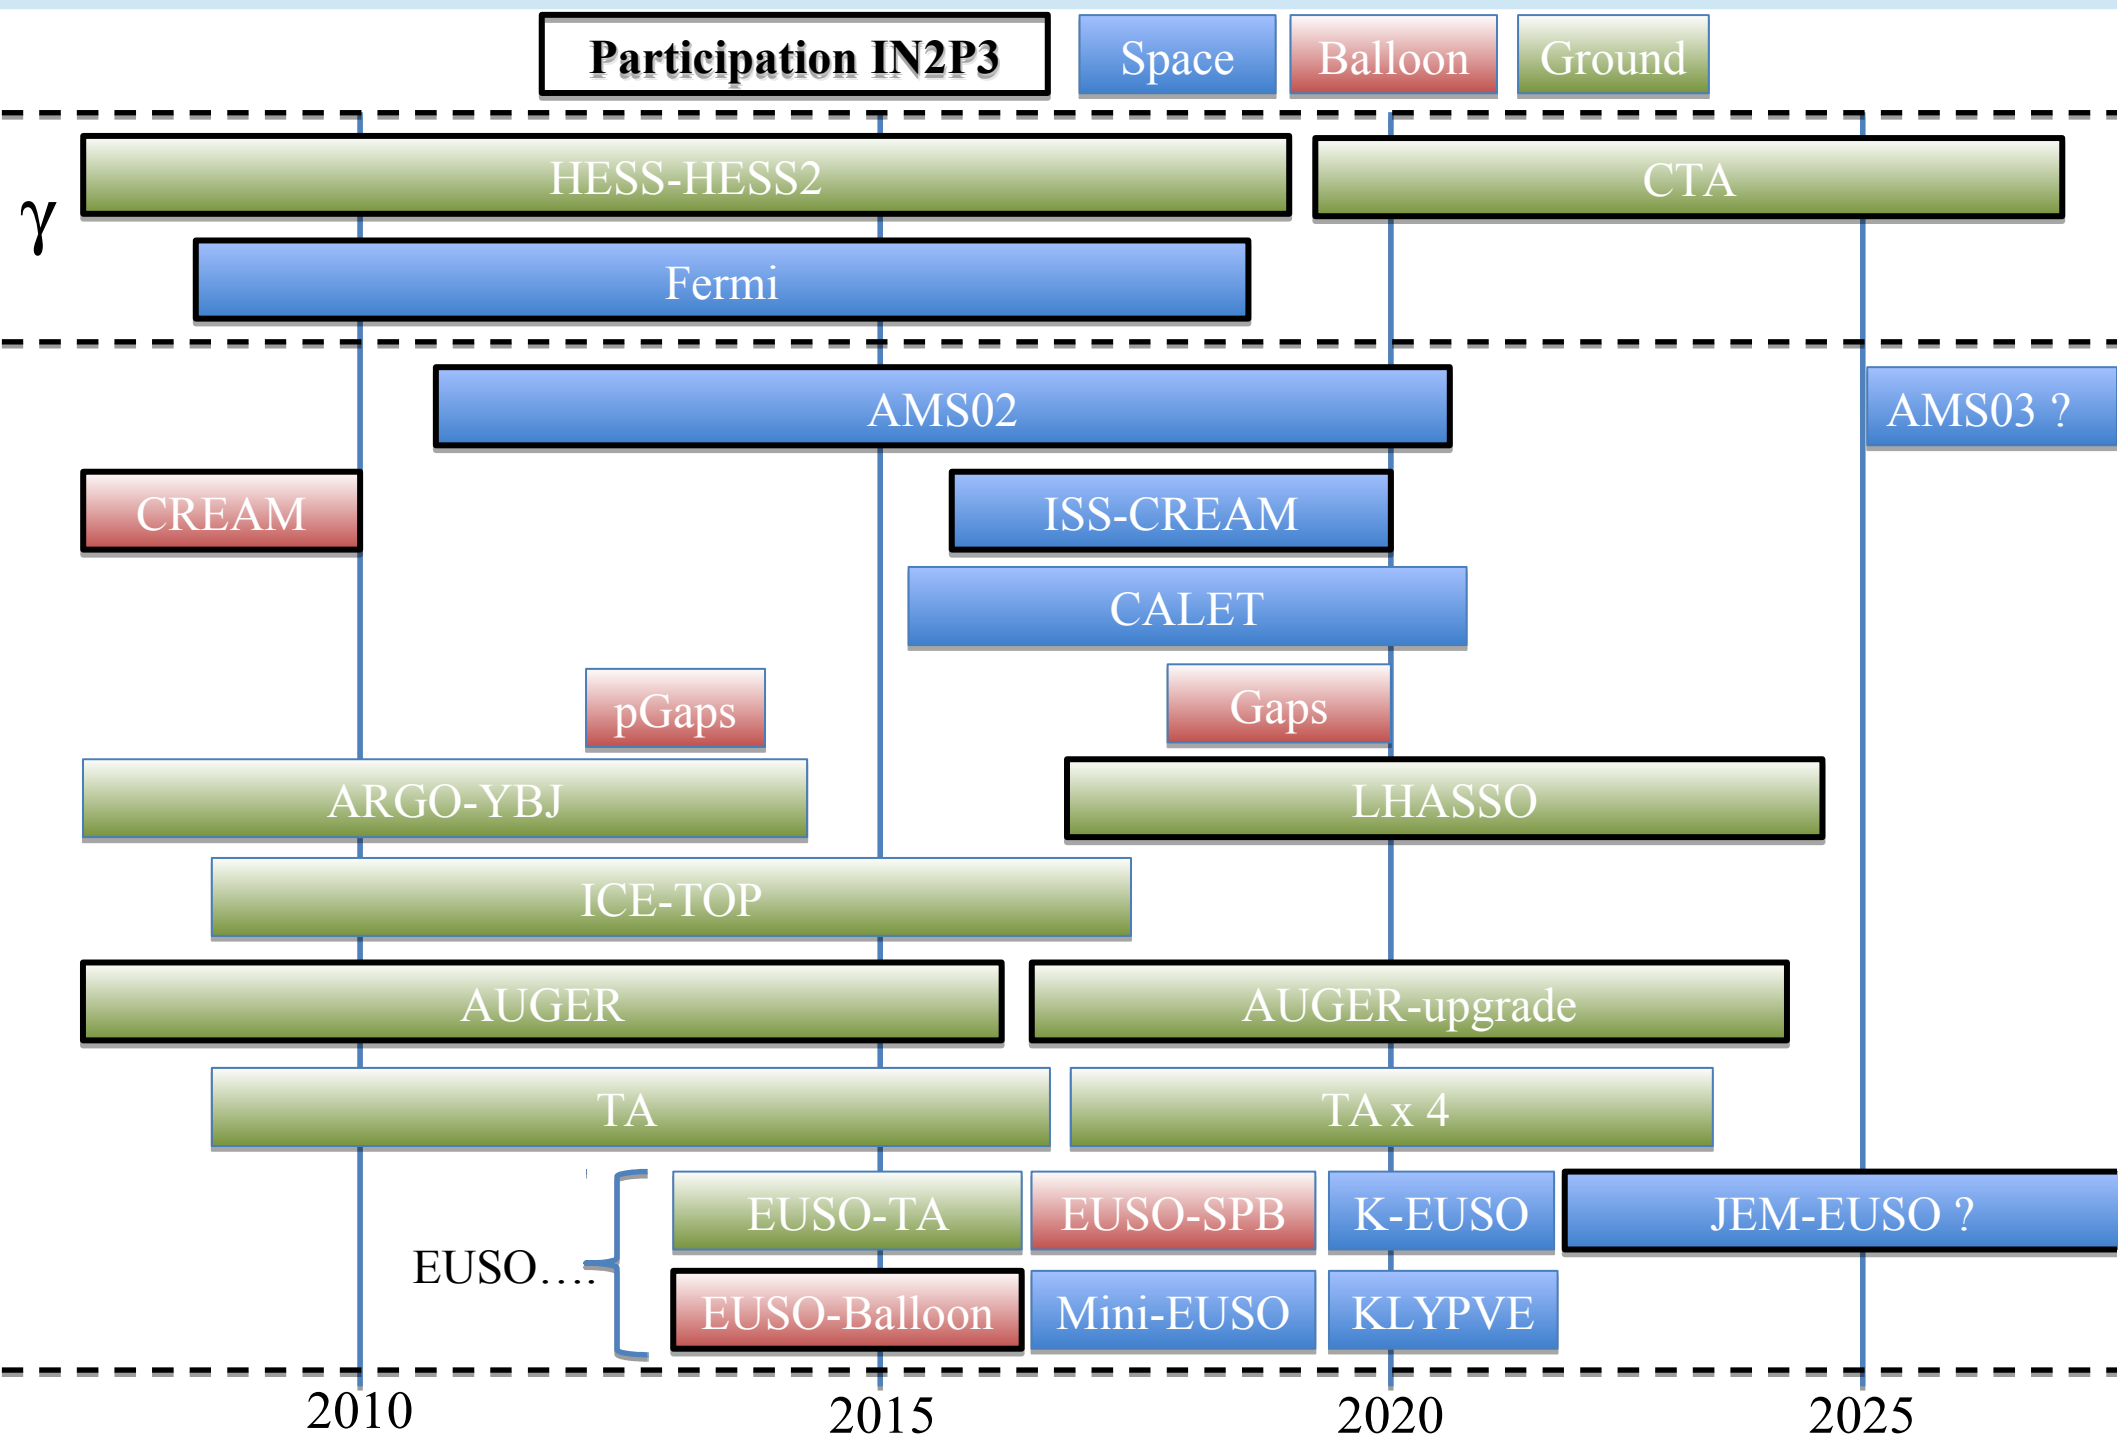 Participation IN2P3 Space Balloon Ground
HESS-HESS2 CTA
γ
Fermi
AMS02 AMS03 ?
CREAM ISS-CREAM
CALET
pGaps Gaps
ARGO-YBJ LHASSO
ICE-TOP
AUGER AUGER-upgrade
TA TA x 4
EUSO-TA EUSO-SPB K-EUSO JEM-EUSO ?
EUSO….
EUSO-Balloon Mini-EUSO KLYPVE
2010 2015 2020 2025